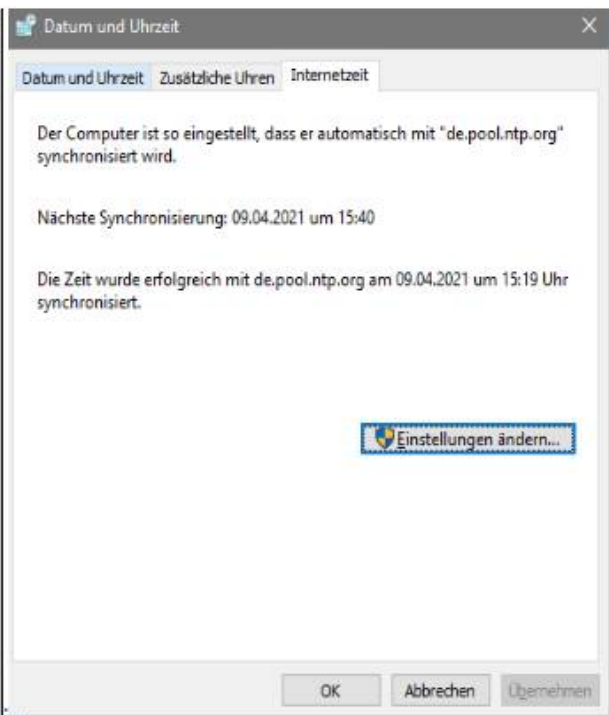 Datum und Uhrzeit
Datum und Uhrzeit Zusätzliche Uhren Internetzeit
Der Computer ist so eingestellt, dass er automatisch mit "de.pool.ntp.org"
synchronisiert wird.
Nächste Synchronisierung: 09.04.2021 um 15:40
Die Zeit wurde erfolgreich mit de.pool.ntp.org am 09.04.2021 um 15:19 Uhr
synchronisiert.
Einstellungen ändern...
OK Abbrechen Übernehmen